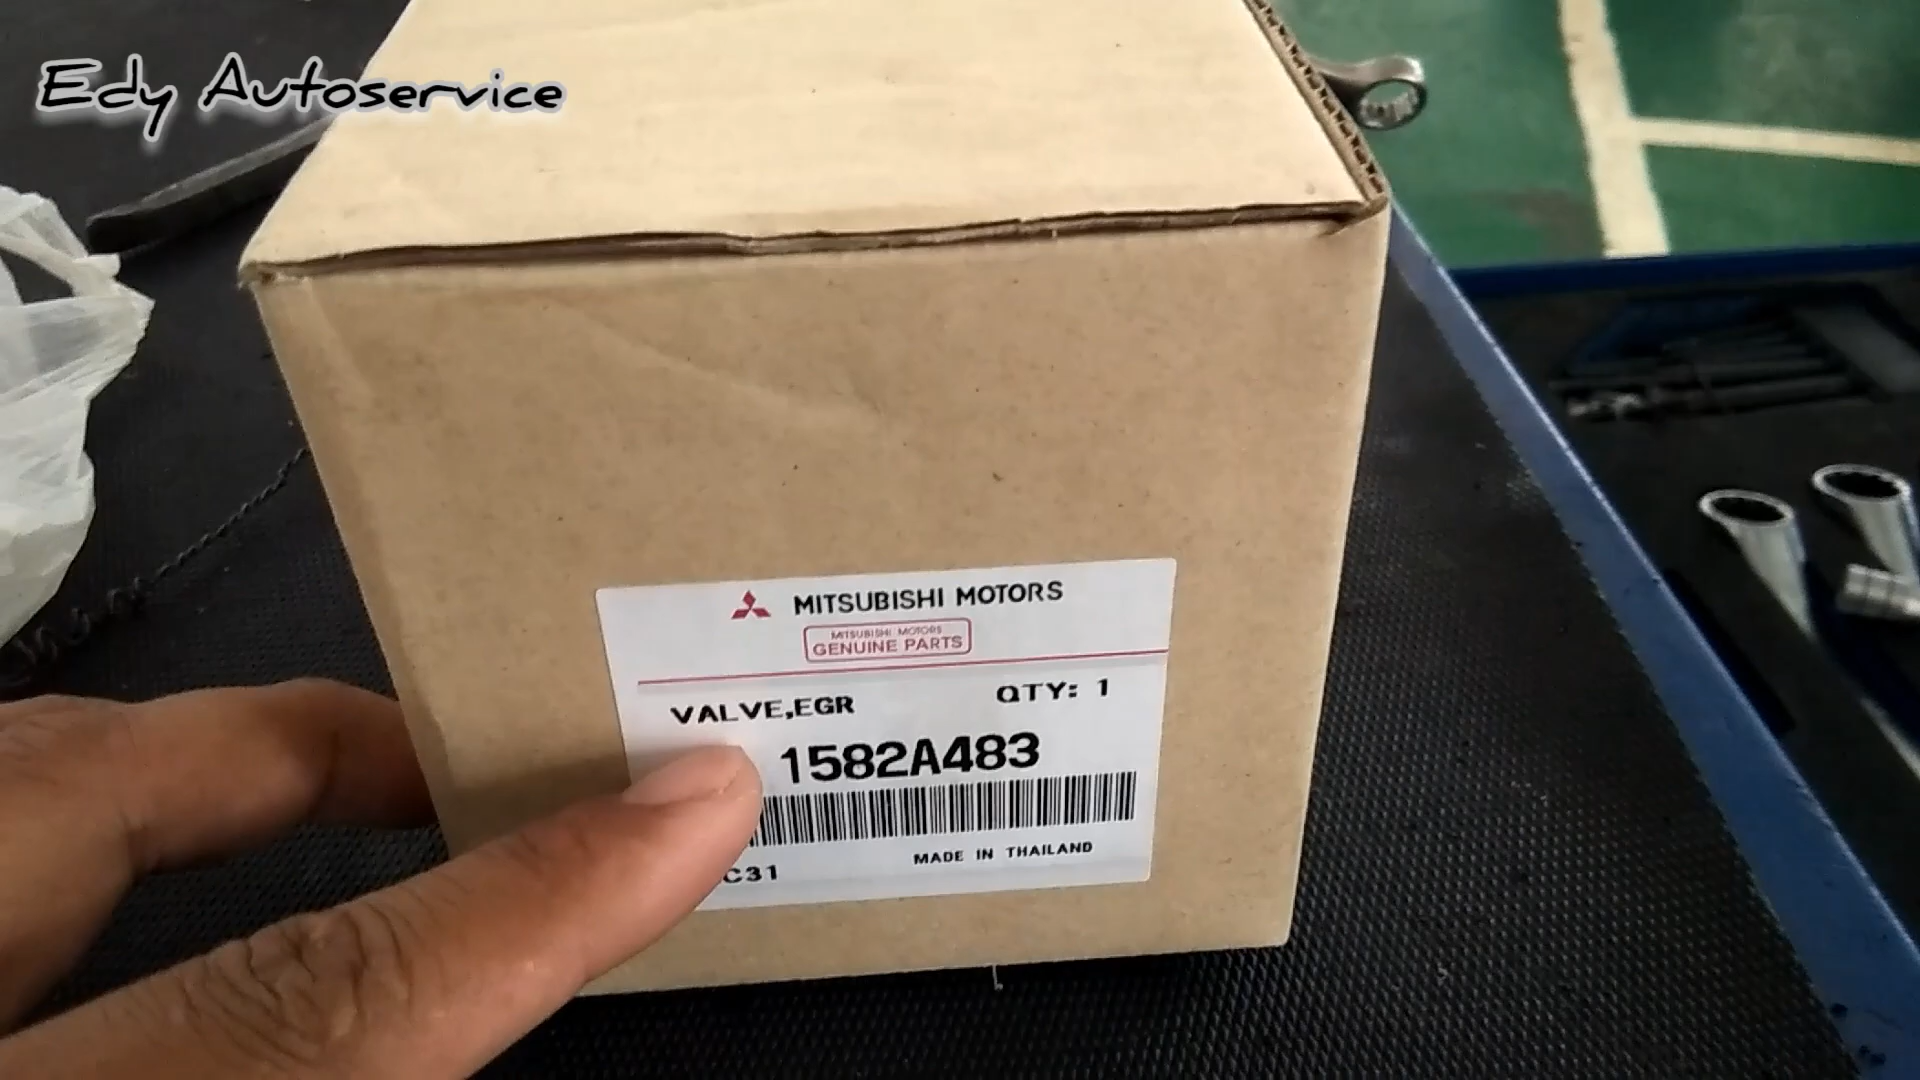 Edy Autoservice
MITSUBISHI MOTORS
MITSUBISHI MOTORS
GENUINE PARTS
VALVE,EGR QTY: 1
1582A483
C31 MADE IN THAILAND